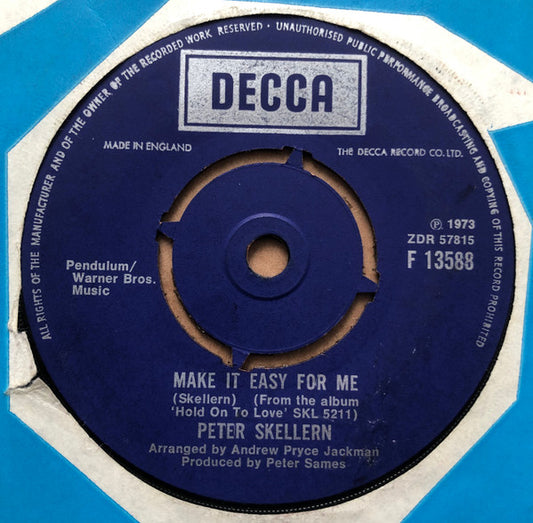 ALL RIGHTS OF THE MANUFACTURER AND OF THE OWNER OF THE RECORDED WORK RESERVED · UNAUTHORISED PUBLIC PERFORMANCE BROADCASTING AND COPYING OF THIS RECORD PROHIBITED
DECCA
MADE IN ENGLAND
THE DECCA RECORD CO. LTD.
℗ 1973
ZDR 57815
F 13588
Pendulum/
Warner Bros.
Music
MAKE IT EASY FOR ME
(Skellern) (From the album
'Hold On To Love' SKL 5211)
PETER SKELLERN
Arranged by Andrew Pryce Jackman
Produced by Peter Sames